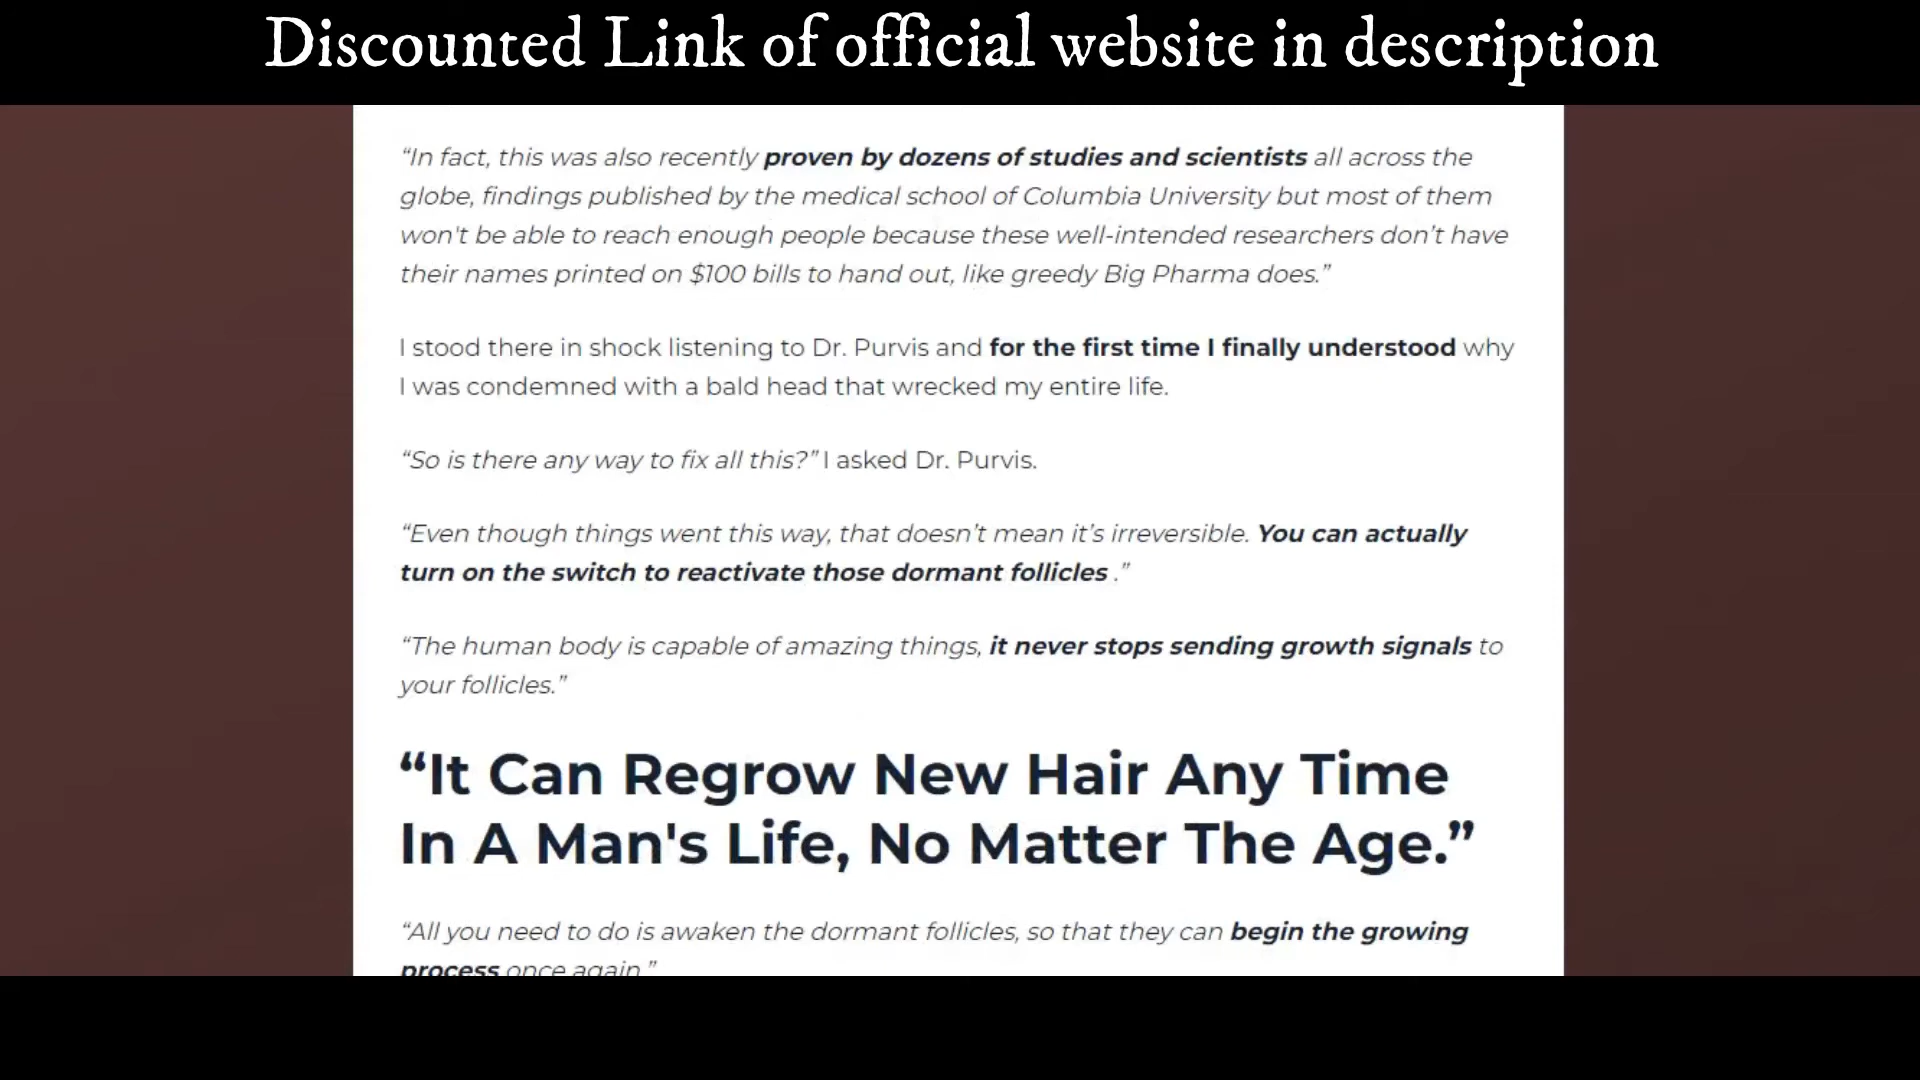 Discounted Link of official website in description
“In fact, this was also recently proven by dozens of studies and scientists all across the
globe, findings published by the medical school of Columbia University but most of them
won't be able to reach enough people because these well-intended researchers don’t have
their names printed on $100 bills to hand out, like greedy Big Pharma does.”
I stood there in shock listening to Dr. Purvis and for the first time I finally understood why
I was condemned with a bald head that wrecked my entire life.
“So is there any way to fix all this?” I asked Dr. Purvis.
“Even though things went this way, that doesn’t mean it’s irreversible. You can actually
turn on the switch to reactivate those dormant follicles .”
“The human body is capable of amazing things, it never stops sending growth signals to
your follicles.”
“It Can Regrow New Hair Any Time
In A Man's Life, No Matter The Age.”
“All you need to do is awaken the dormant follicles, so that they can begin the growing
process once again.”